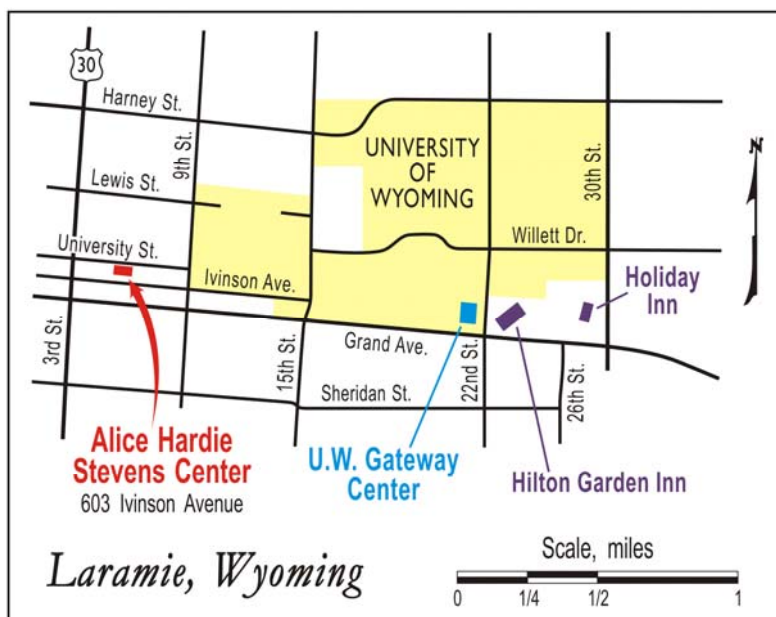 30
Harney St.
9th St.
UNIVERSITY
OF
WYOMING
30th St.
N
Lewis St.
University St.
Willett Dr.
Ivinson Ave.
Holiday
Inn
3rd St.
15th St.
Grand Ave.
22nd St.
26th St.
Sheridan St.
Alice Hardie
Stevens Center
603 Ivinson Avenue
U.W. Gateway
Center
Hilton Garden Inn
Laramie, Wyoming
Scale, miles
0 1/4 1/2 1